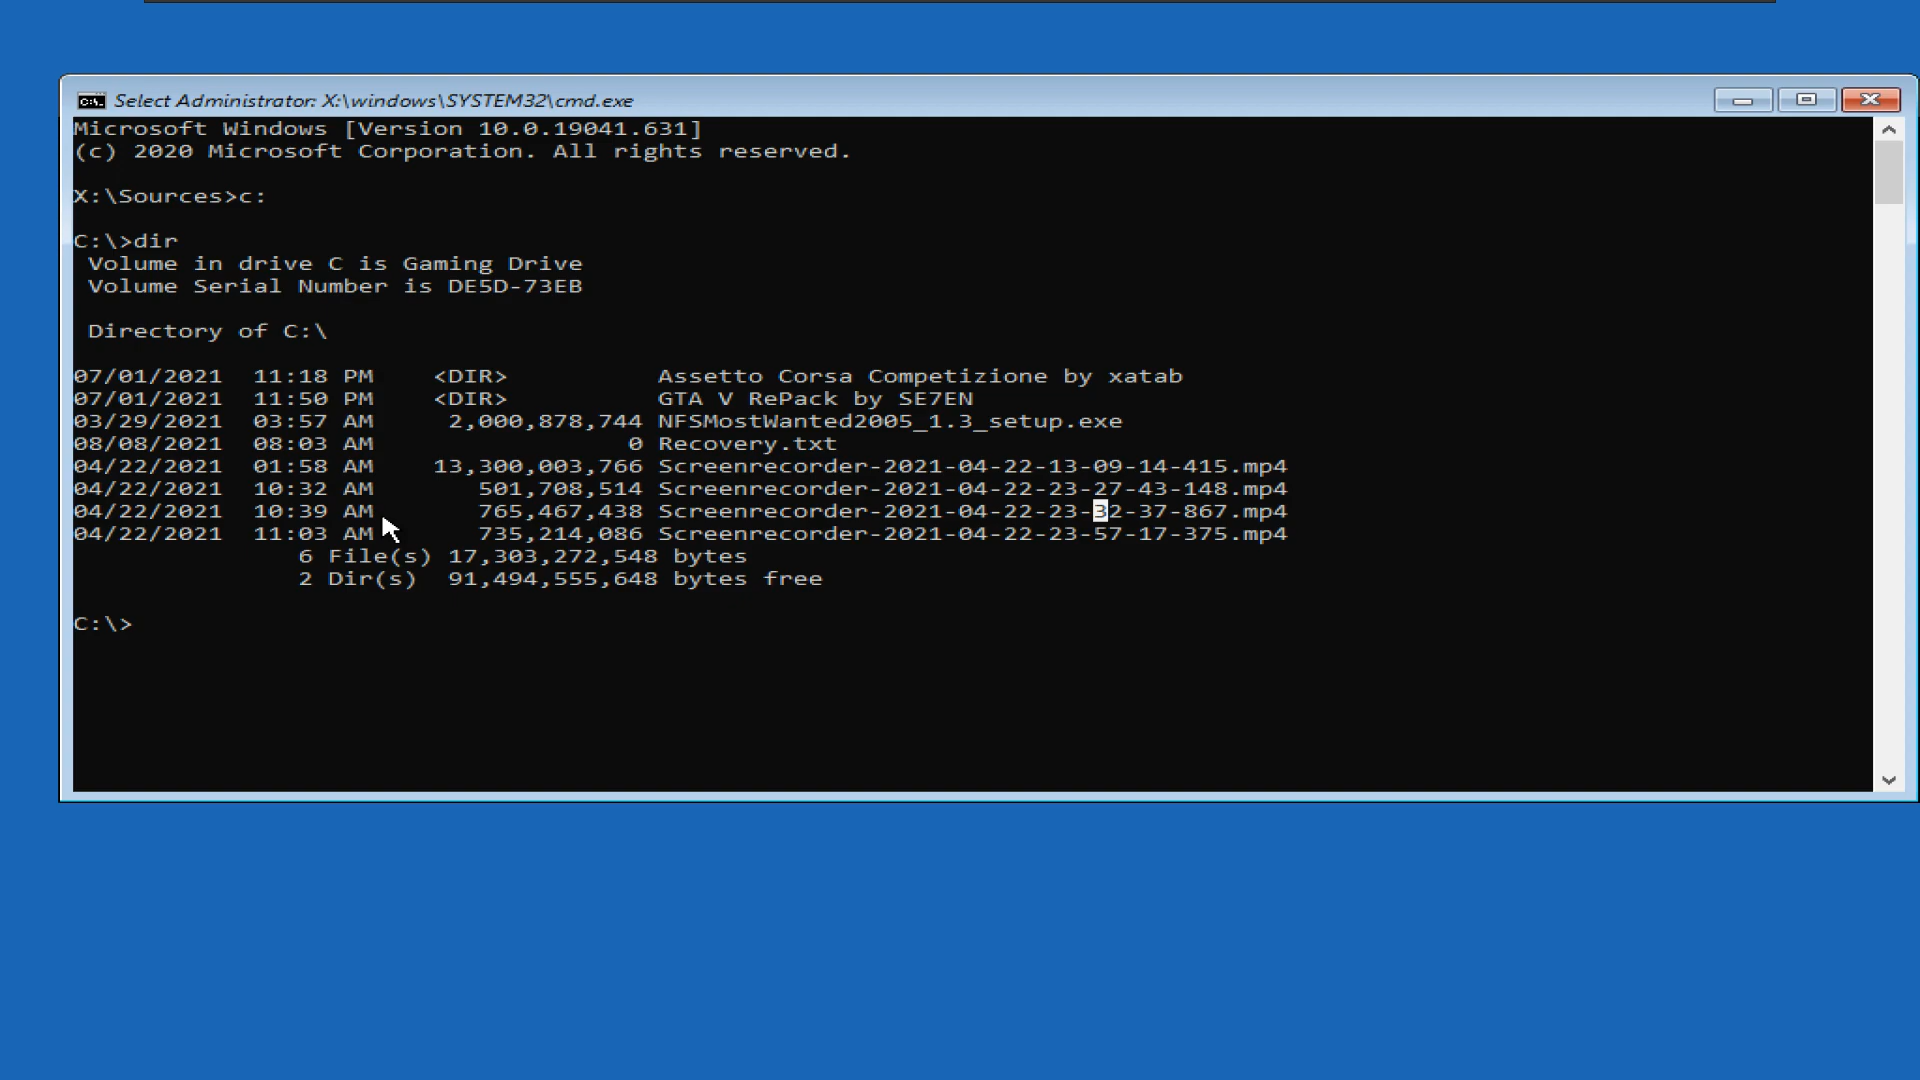 Select Administrator: X:\windows\SYSTEM32\cmd.exe
Microsoft Windows [Version 10.0.19041.631]
(c) 2020 Microsoft Corporation. All rights reserved.
X:\Sources>c:
C:\>dir
Volume in drive C is Gaming Drive
Volume Serial Number is DE5D-73EB
Directory of C:\
07/01/2021 11:18 PM <DIR> Assetto Corsa Competizione by xatab
07/01/2021 11:50 PM <DIR> GTA V RePack by SE7EN
03/29/2021 03:57 AM 2,000,878,744 NFSMostWanted2005_1.3_setup.exe
08/08/2021 08:03 AM 0 Recovery.txt
04/22/2021 01:58 AM 13,300,003,766 Screenrecorder-2021-04-22-13-09-14-415.mp4
04/22/2021 10:32 AM 501,708,514 Screenrecorder-2021-04-22-23-27-43-148.mp4
04/22/2021 10:39 AM 765,467,438 Screenrecorder-2021-04-22-23-32-37-867.mp4
04/22/2021 11:03 AM 735,214,086 Screenrecorder-2021-04-22-23-57-17-375.mp4
6 File(s) 17,303,272,548 bytes
2 Dir(s) 91,494,555,648 bytes free
C:\>